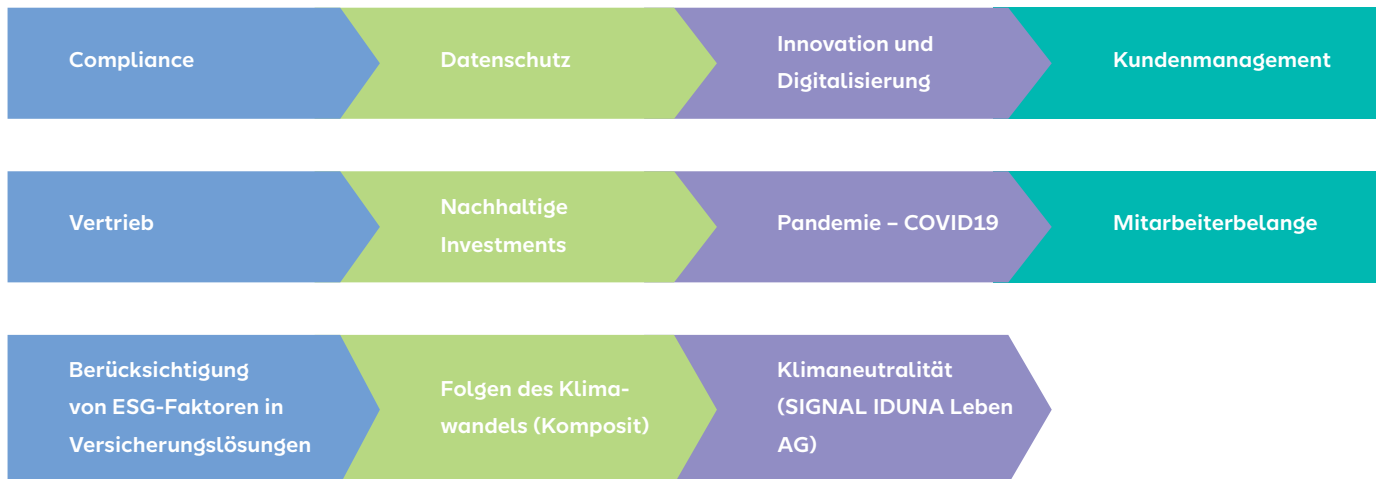 Compliance
Datenschutz
Innovation und
Digitalisierung
Kundenmanagement
Vertrieb
Nachhaltige
Investments
Pandemie – COVID19
Mitarbeiterbelange
Berücksichtigung
von ESG-Faktoren in
Versicherungslösungen
Folgen des Klima-
wandels (Komposit)
Klimaneutralität
(SIGNAL IDUNA Leben
AG)